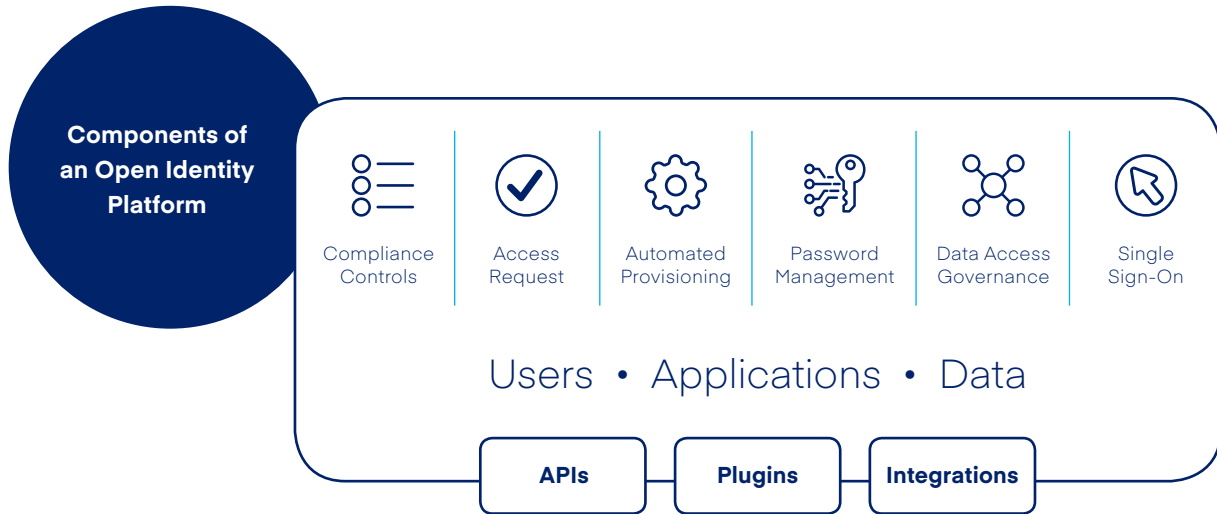 Components of
an Open Identity
Platform
Compliance
Controls
Access
Request
Automated
Provisioning
Password
Management
Data Access
Governance
Single
Sign-On
Users • Applications • Data
APIs
Plugins
Integrations